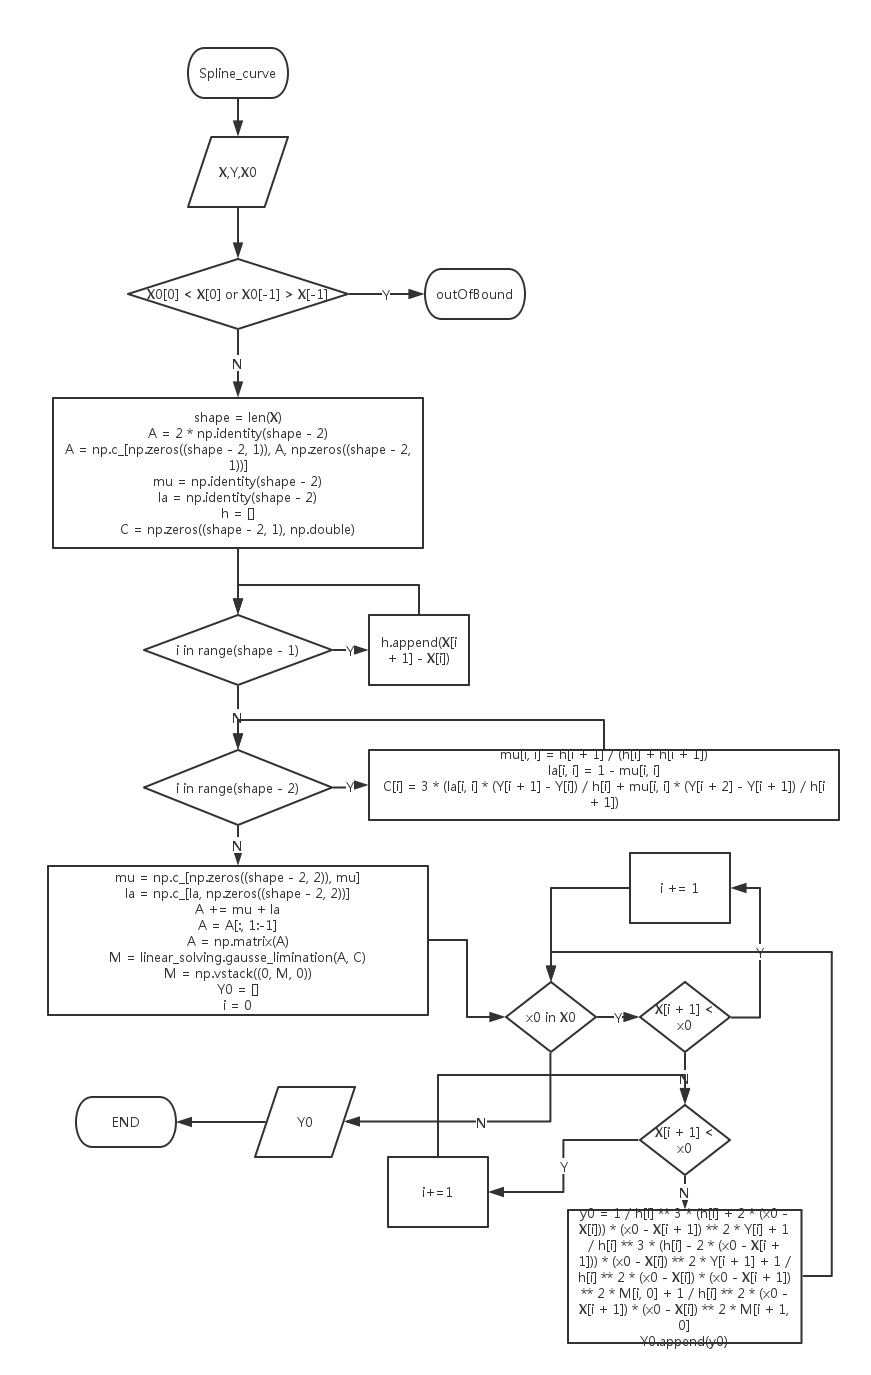 Spline_curve
X,Y,X0
X0[0] < X[0] or X0[-1] > X[-1]
Y
outOfBound
N
shape = len(X)
A = 2 * np.identity(shape - 2)
A = np.c_[np.zeros((shape - 2, 1)), A, np.zeros((shape - 2,
1))]
mu = np.identity(shape - 2)
la = np.identity(shape - 2)
h = []
C = np.zeros((shape - 2, 1), np.double)
i in range(shape - 1)
Y
h.append(X[i
+ 1] - X[i])
N
i in range(shape - 2)
Y
mu[i, i] = h[i + 1] / (h[i] + h[i + 1])
la[i, i] = 1 - mu[i, i]
C[i] = 3 * (la[i, i] * (Y[i + 1] - Y[i]) / h[i] + mu[i, i] * (Y[i + 2] - Y[i + 1]) / h[i
+ 1])
N
mu = np.c_[np.zeros((shape - 2, 2)), mu]
la = np.c_[la, np.zeros((shape - 2, 2))]
A += mu + la
A = A[:, 1:-1]
A = np.matrix(A)
M = linear_solving.gausse_limination(A, C)
M = np.vstack((0, M, 0))
Y0 = []
i = 0
i += 1
Y
x0 in X0
Y
X[i + 1] <
x0
N
N
Y0
END
X[i + 1] <
x0
Y
i+=1
N
y0 = 1 / h[i] ** 3 * (h[i] + 2 * (x0 -
X[i])) * (x0 - X[i + 1]) ** 2 * Y[i] + 1
/ h[i] ** 3 * (h[i] - 2 * (x0 - X[i +
1])) * (x0 - X[i]) ** 2 * Y[i + 1] + 1 /
h[i] ** 2 * (x0 - X[i]) * (x0 - X[i + 1])
** 2 * M[i, 0] + 1 / h[i] ** 2 * (x0 -
X[i + 1]) * (x0 - X[i]) ** 2 * M[i + 1,
0]
Y0.append(y0)